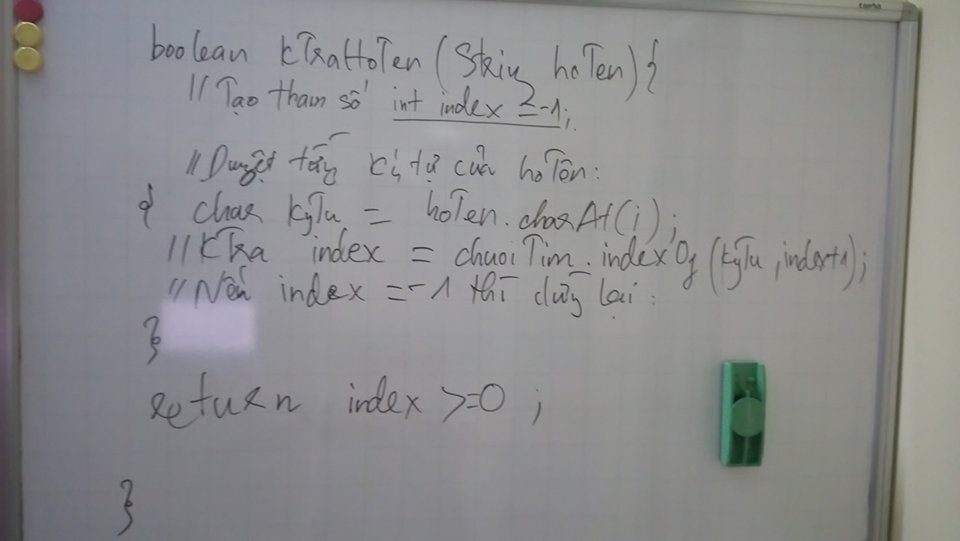 boolean KTraHoTen (String hoTen) {
// Tạo tham số int index = -1;
// Duyệt từng ký tự của hoTen:
{ char kyTu = hoTen.charAt(i);
// KTra index = chuoiTim.indexOf (kyTu, index+1);
// Nếu index = -1 thì dừng lại:
}
return index >= 0 ;
}